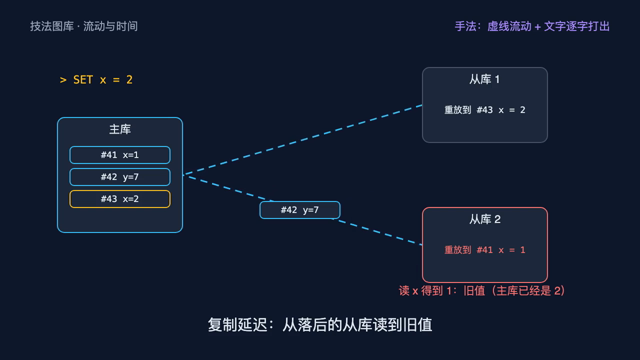 技法图库 · 流动与时间
手法：虚线流动 + 文字逐字打出
> SET x = 2
主库
#41 x=1
#42 y=7
#43 x=2
#42 y=7
从库 1
重放到 #43 x = 2
从库 2
重放到 #41 x = 1
读 x 得到 1：旧值（主库已经是 2）
复制延迟：从落后的从库读到旧值